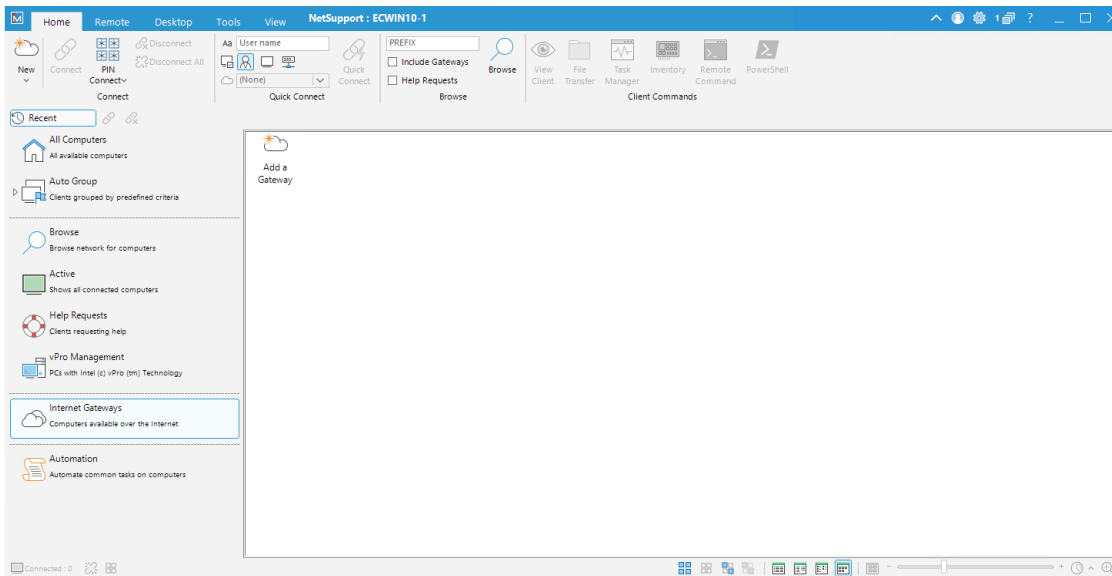 M Home Remote Desktop Tools View NetSupport : ECWIN10-1 1 ?
New
Connect
PIN
Connect
Disconnect
Disconnect All
Connect
Aa User name
(None)
Quick
Connect
Quick Connect
PREFIX
Include Gateways
Help Requests
Browse
Browse
View
Client
File
Transfer
Task
Manager
Inventory
Remote
Command
PowerShell
Client Commands
Recent
All Computers
All available computers
Auto Group
Clients grouped by predefined criteria
Browse
Browse network for computers
Active
Shows all connected computers
Help Requests
Clients requesting help
vPro Management
PCs with Intel (c) vPro (tm) Technology
Internet Gateways
Computers available over the Internet
Automation
Automate common tasks on computers
Add a
Gateway
Connected : 0